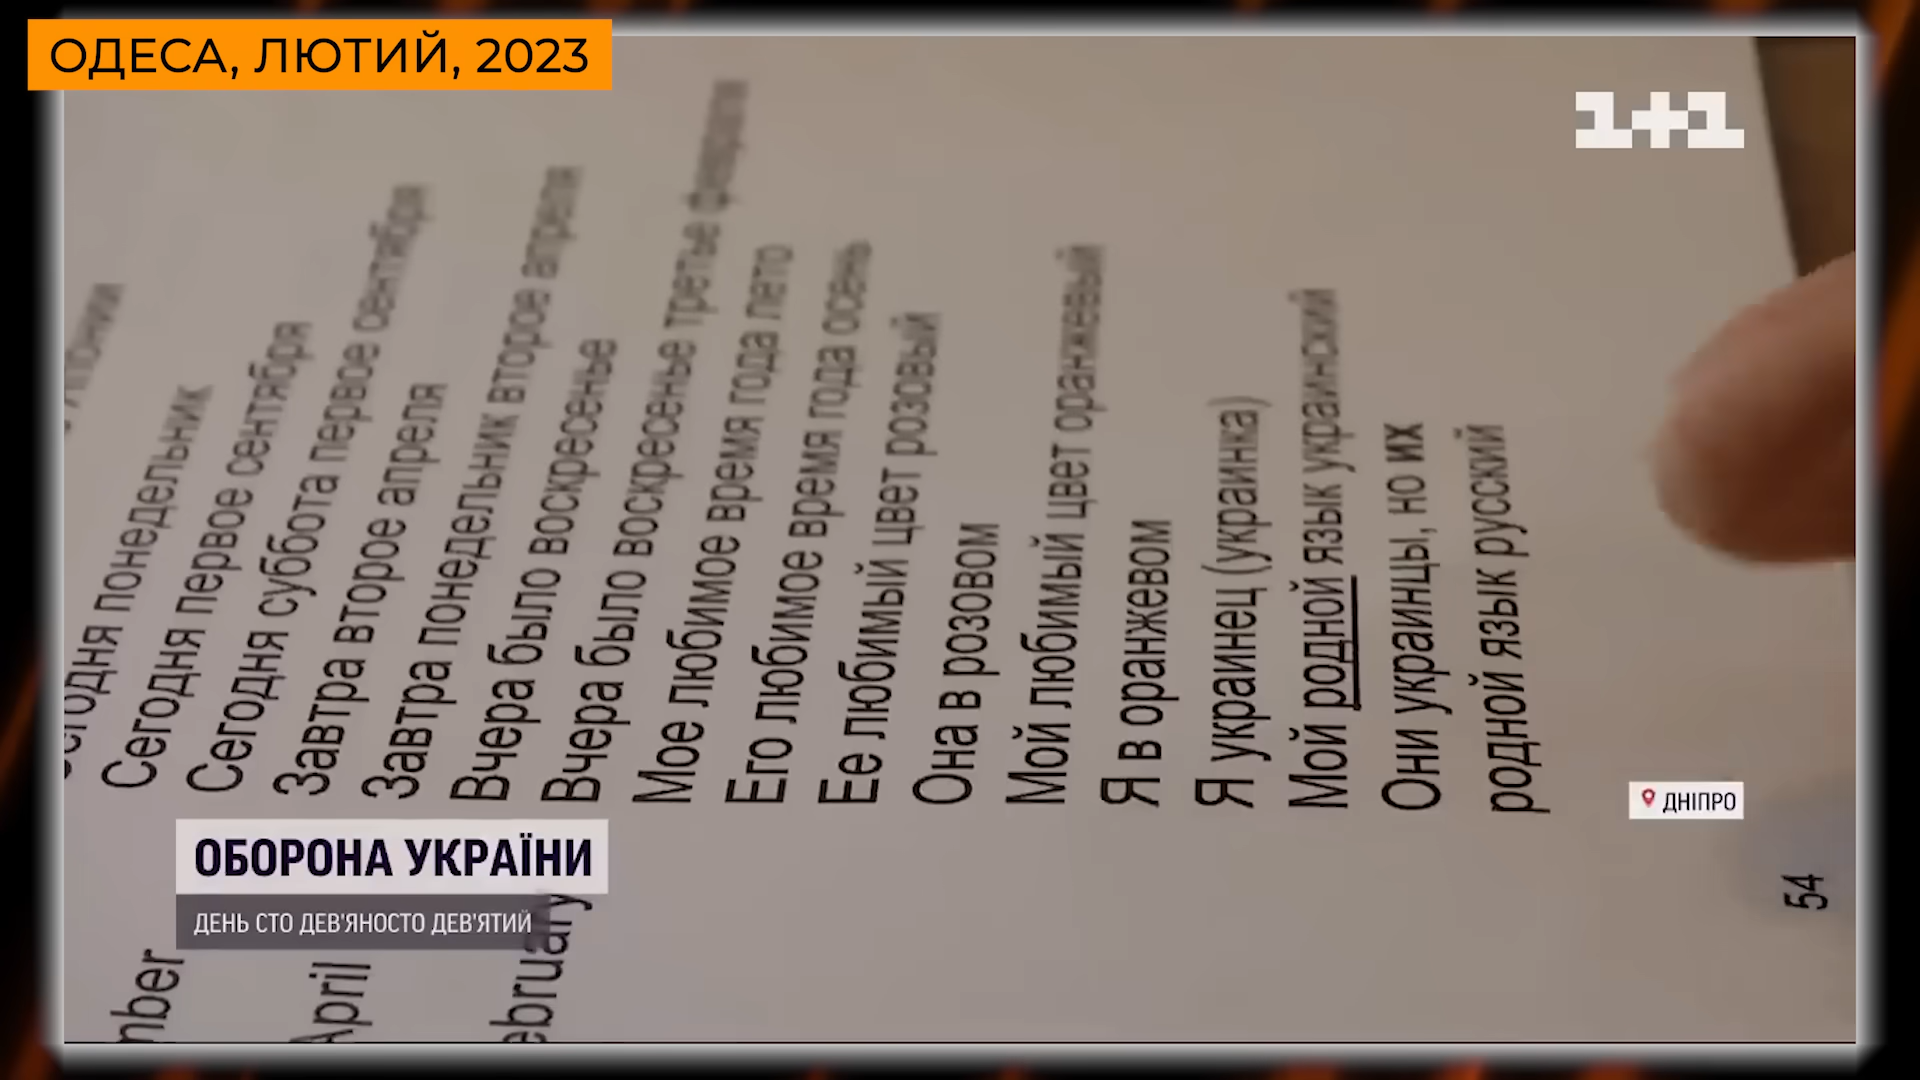 ОДЕСА, ЛЮТИЙ, 2023
1+1
понедельник
Сегодня первое сентября
Сегодня суббота первое сентября
Завтра второе апреля
Завтра понедельник второе апреля
Вчера было воскресенье
Вчера было воскресенье третье февраля
Мое любимое время года лето
Его любимое время года осень
Ее любимый цвет розовый
Она в розовом
Мой любимый цвет оранжевый
Я в оранжевом
Я украинец (украинка)
Мой родной язык украинский
Они украинцы, но их
родной язык русский
54
ДНІПРО
ОБОРОНА УКРАЇНИ
ДЕНЬ СТО ДЕВ'ЯНОСТО ДЕВ'ЯТИЙ
mber
April
ebruary